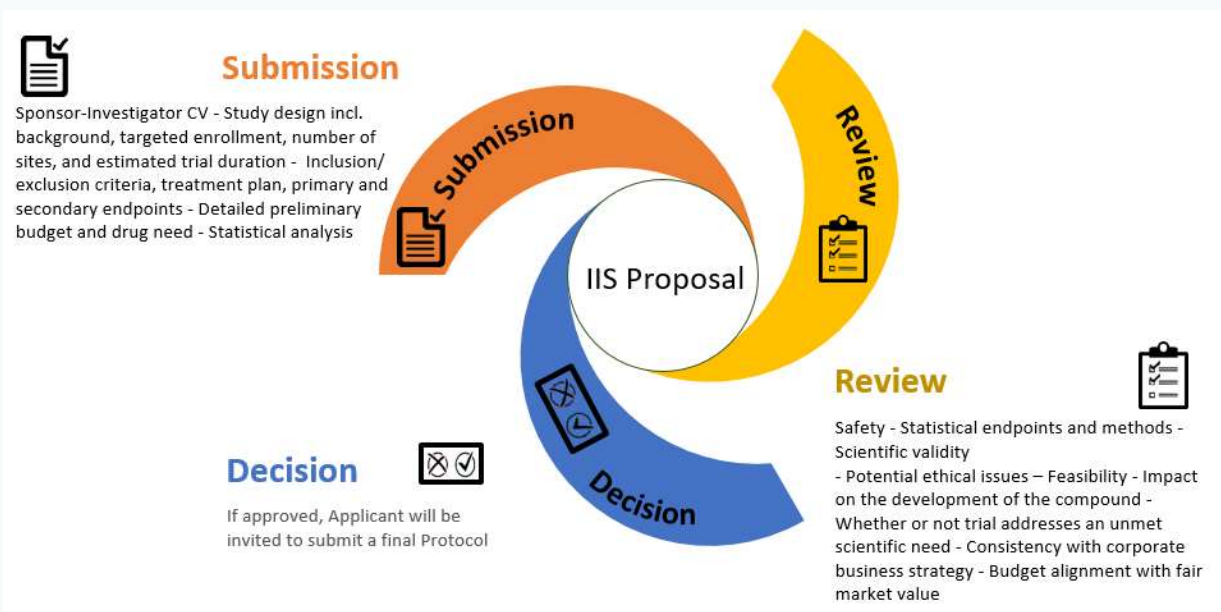 Submission
Sponsor-Investigator CV - Study design incl.
background, targeted enrollment, number of
sites, and estimated trial duration -  Inclusion/
exclusion criteria, treatment plan, primary and
secondary endpoints - Detailed preliminary
budget and drug need - Statistical analysis
Submission
Review
IIS Proposal
Decision
Review
Safety - Statistical endpoints and methods -
Scientific validity
- Potential ethical issues – Feasibility - Impact
on the development of the compound -
Whether or not trial addresses an unmet
scientific need - Consistency with corporate
business strategy - Budget alignment with fair
market value
Decision
If approved, Applicant will be
invited to submit a final Protocol